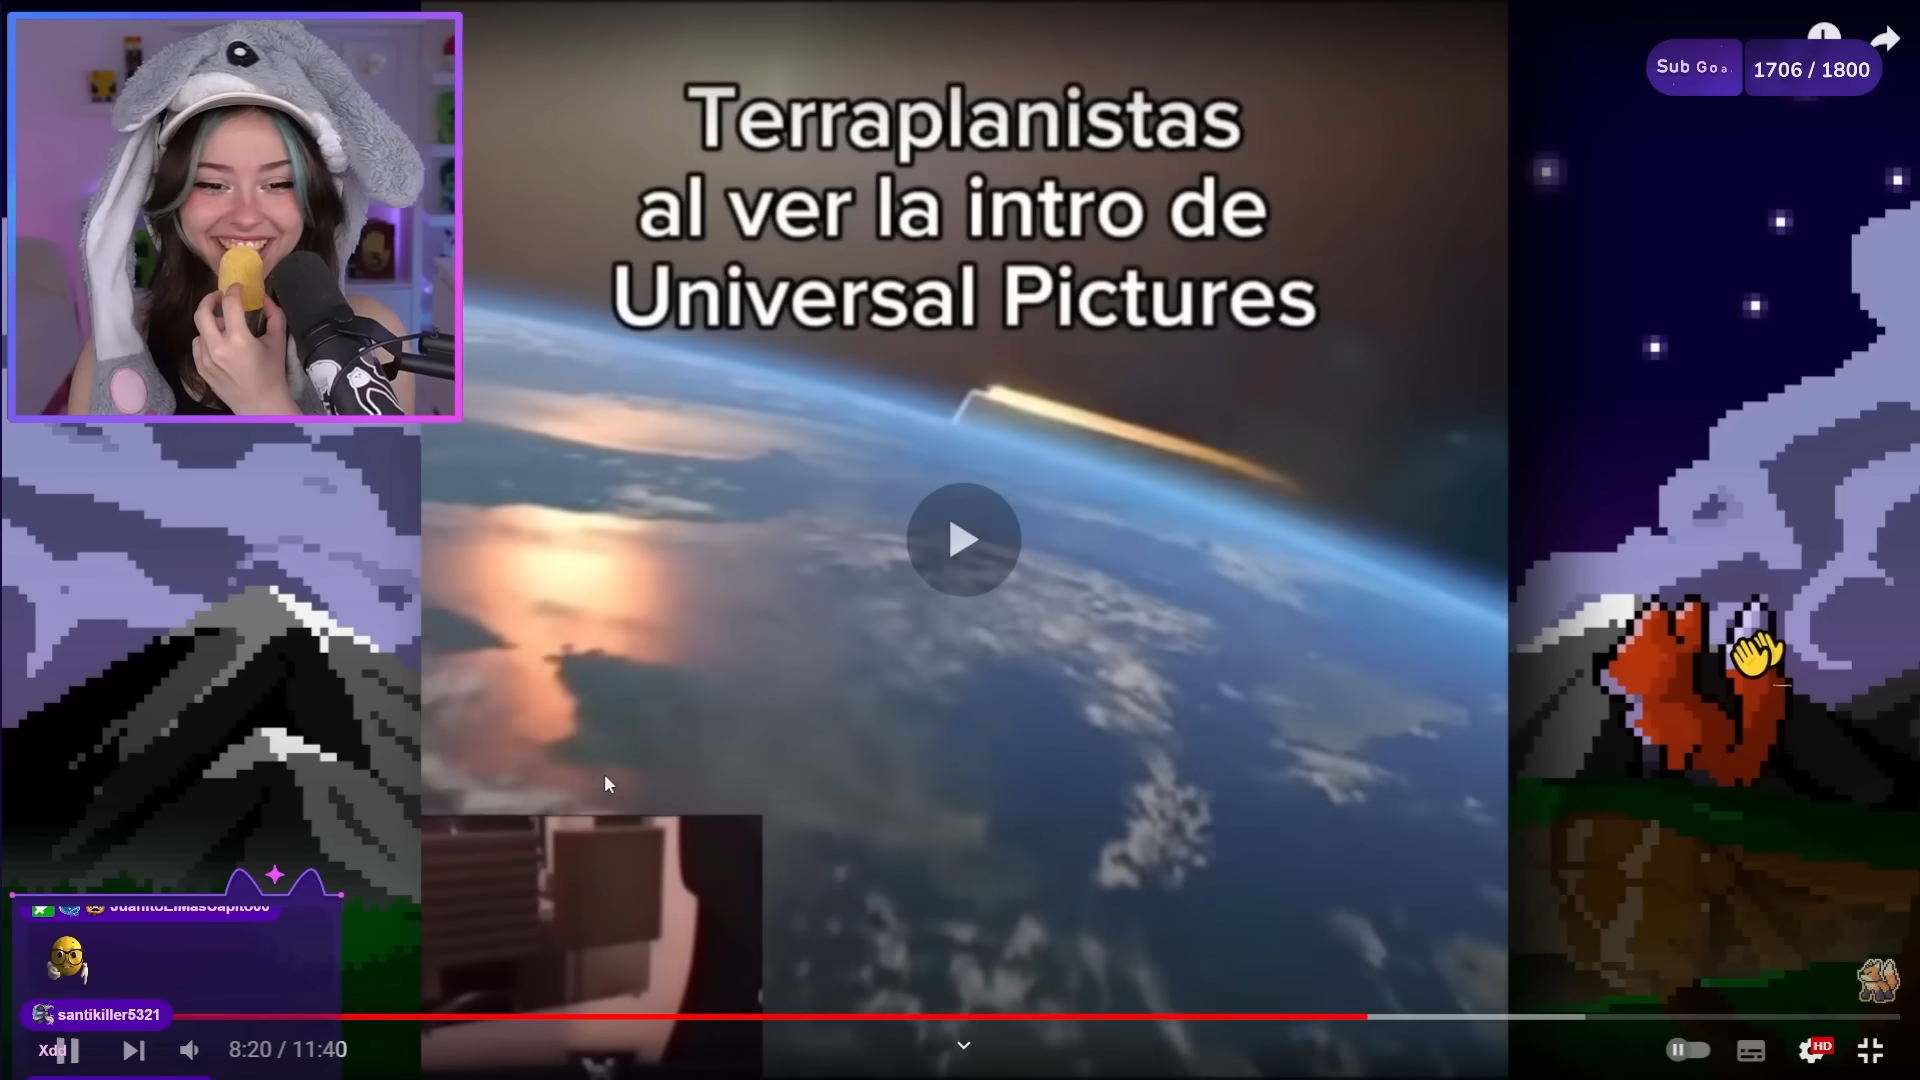 Sub Goa
1706 / 1800
Terraplanistas
al ver la intro de
Universal Pictures
JuanitoElMasCapito00
santikiller5321
Xdd
8:20 / 11:40
HD